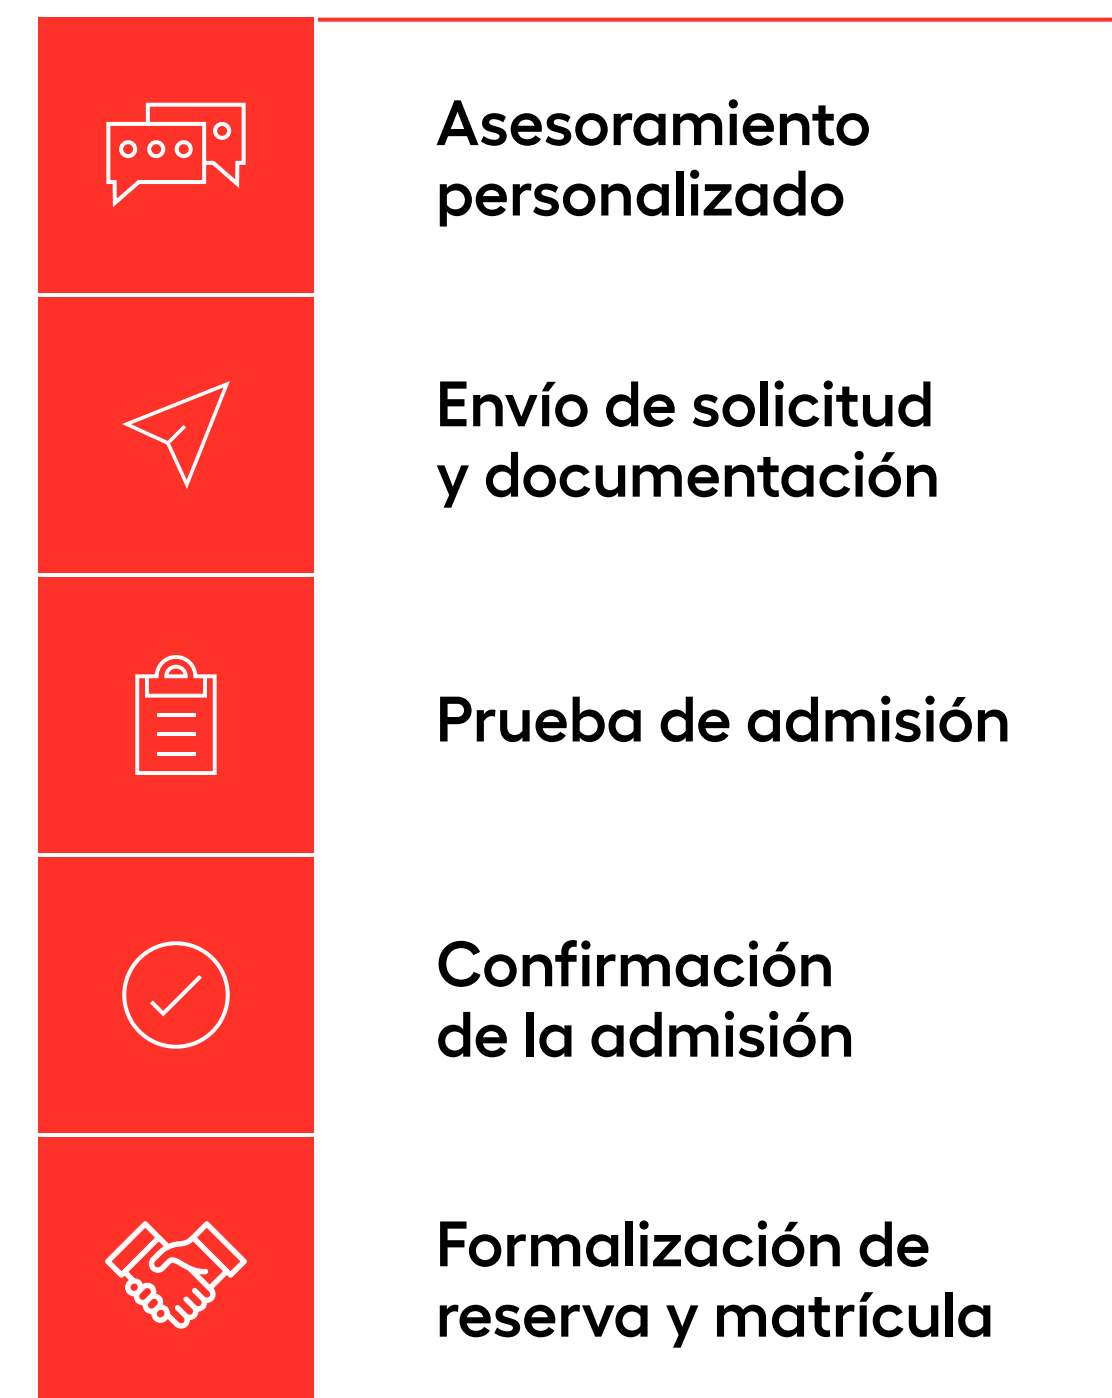 Asesoramiento
personalizado
Envío de solicitud
y documentación
Prueba de admisión
Confirmación
de la admisión
Formalización de
reserva y matrícula